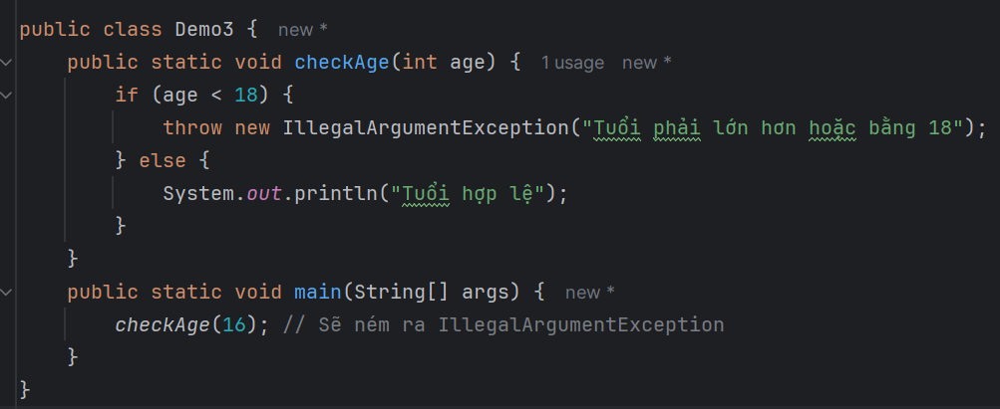 public class Demo3 {  new *
    public static void checkAge(int age) {  1 usage  new *
        if (age < 18) {
            throw new IllegalArgumentException("Tuổi phải lớn hơn hoặc bằng 18");
        } else {
            System.out.println("Tuổi hợp lệ");
        }
    }
    public static void main(String[] args) {  new *
        checkAge(16); // Sẽ ném ra IllegalArgumentException
    }
}